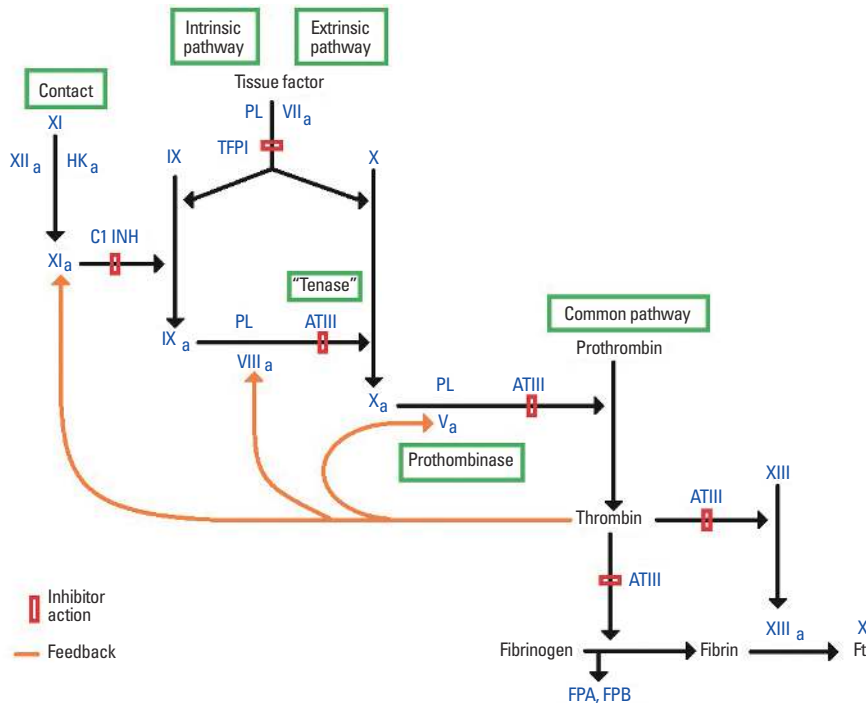 Intrinsic
pathway
Extrinsic
pathway
Tissue factor
Contact
PL
VIIa
XI
TFPI
IX
X
XIIa
HKa
C1 INH
XIa
"Tenase"
PL
ATIII
Common pathway
IXa
VIIIa
Prothrombin
PL
ATIII
Xa
Va
Prothombinase
XIII
ATIII
Thrombin
ATIII
Inhibitor
action
XIIIa
Feedback
Fibrinogen
Fibrin
FPA, FPB